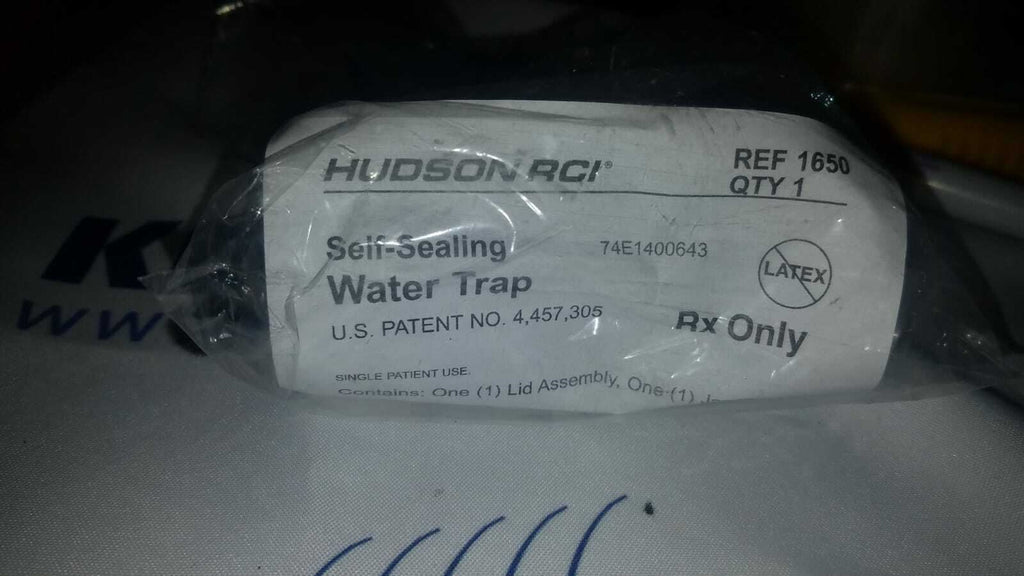 HUDSON RCI®
REF 1650
QTY 1
Self-Sealing
Water Trap
74E1400643
LATEX
U.S. PATENT NO. 4,457,305
Rx Only
SINGLE PATIENT USE.
Contains: One (1) Lid Assembly, One (1)
K
WW